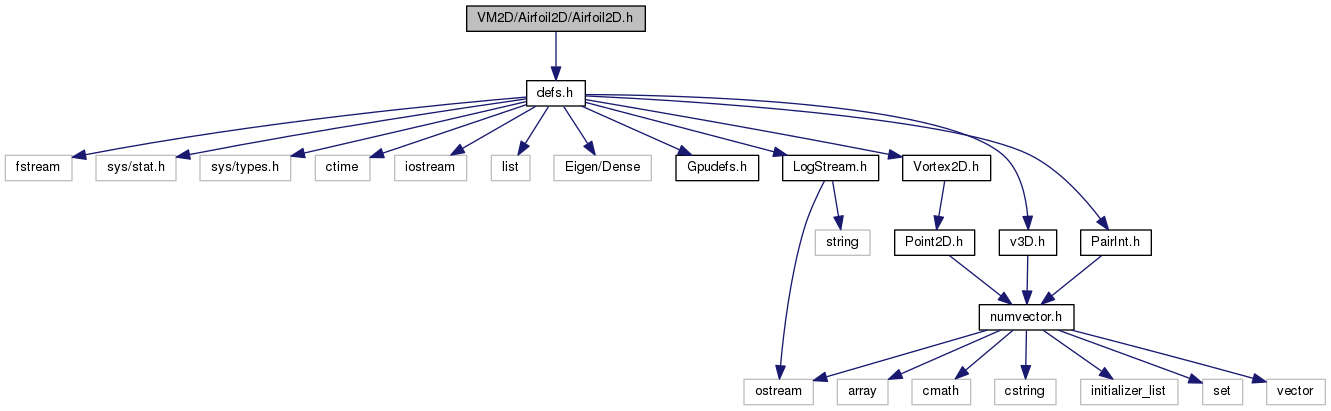 VM2D/Airfoil2D/Airfoil2D.h
defs.h
fstream
sys/stat.h
sys/types.h
ctime
iostream
list
Eigen/Dense
Gpudefs.h
LogStream.h
Vortex2D.h
string
Point2D.h
v3D.h
PairInt.h
numvector.h
ostream
array
cmath
cstring
initializer_list
set
vector